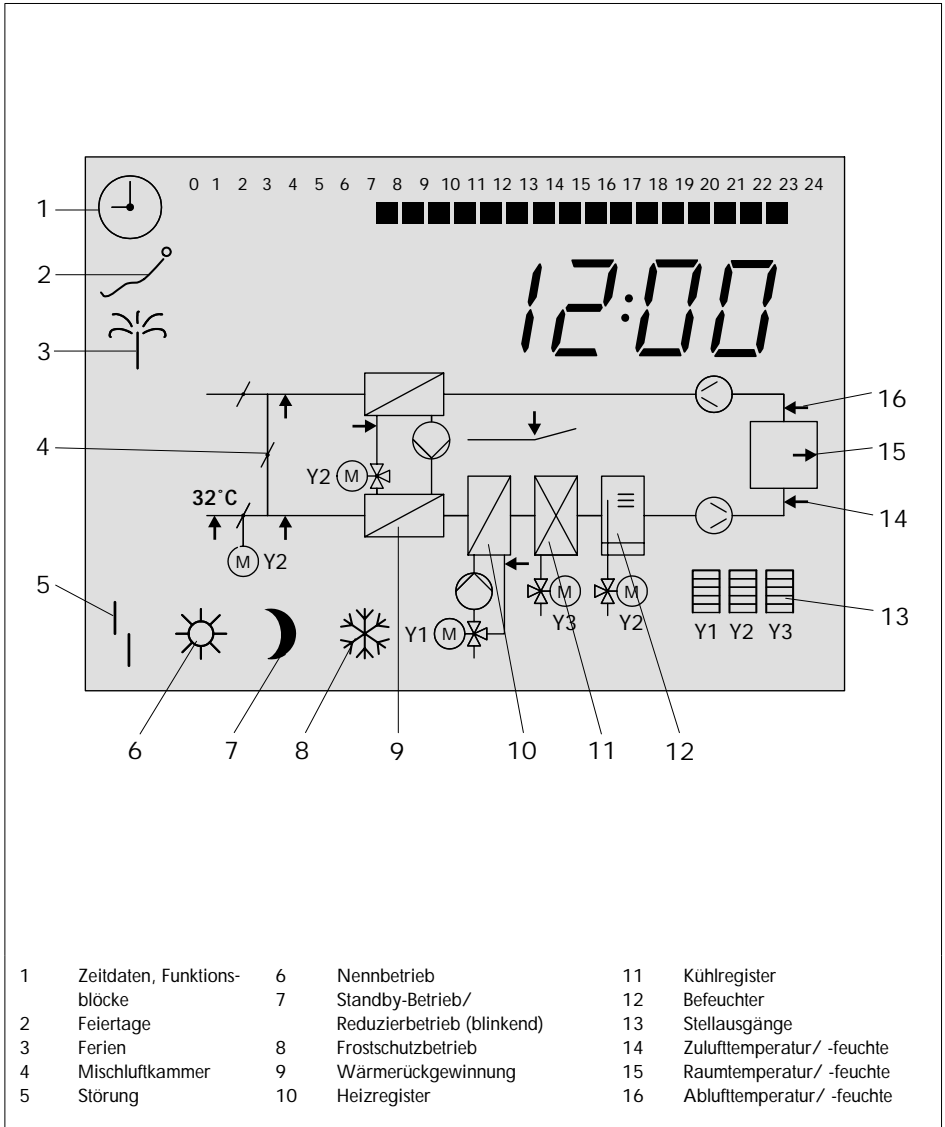 0 1 2 3 4 5 6 7 8 9 10 11 12 13 14 15 16 17 18 19 20 21 22 23 24
1
2
12:00
3
16
4
15
Y2 M
32°C
14
M Y2
5
M
M
13
Y1 M
Y3
Y2
Y1 Y2 Y3
6 7 8 9 10 11 12
1 Zeitdaten, Funktions-
blöcke
2 Feiertage
3 Ferien
4 Mischluftkammer
5 Störung
6 Nennbetrieb
7 Standby-Betrieb/
Reduzierbetrieb (blinkend)
8 Frostschutzbetrieb
9 Wärmerückgewinnung
10 Heizregister
11 Kühlregister
12 Befeuchter
13 Stellausgänge
14 Zulufttemperatur/ -feuchte
15 Raumtemperatur/ -feuchte
16 Ablufttemperatur/ -feuchte